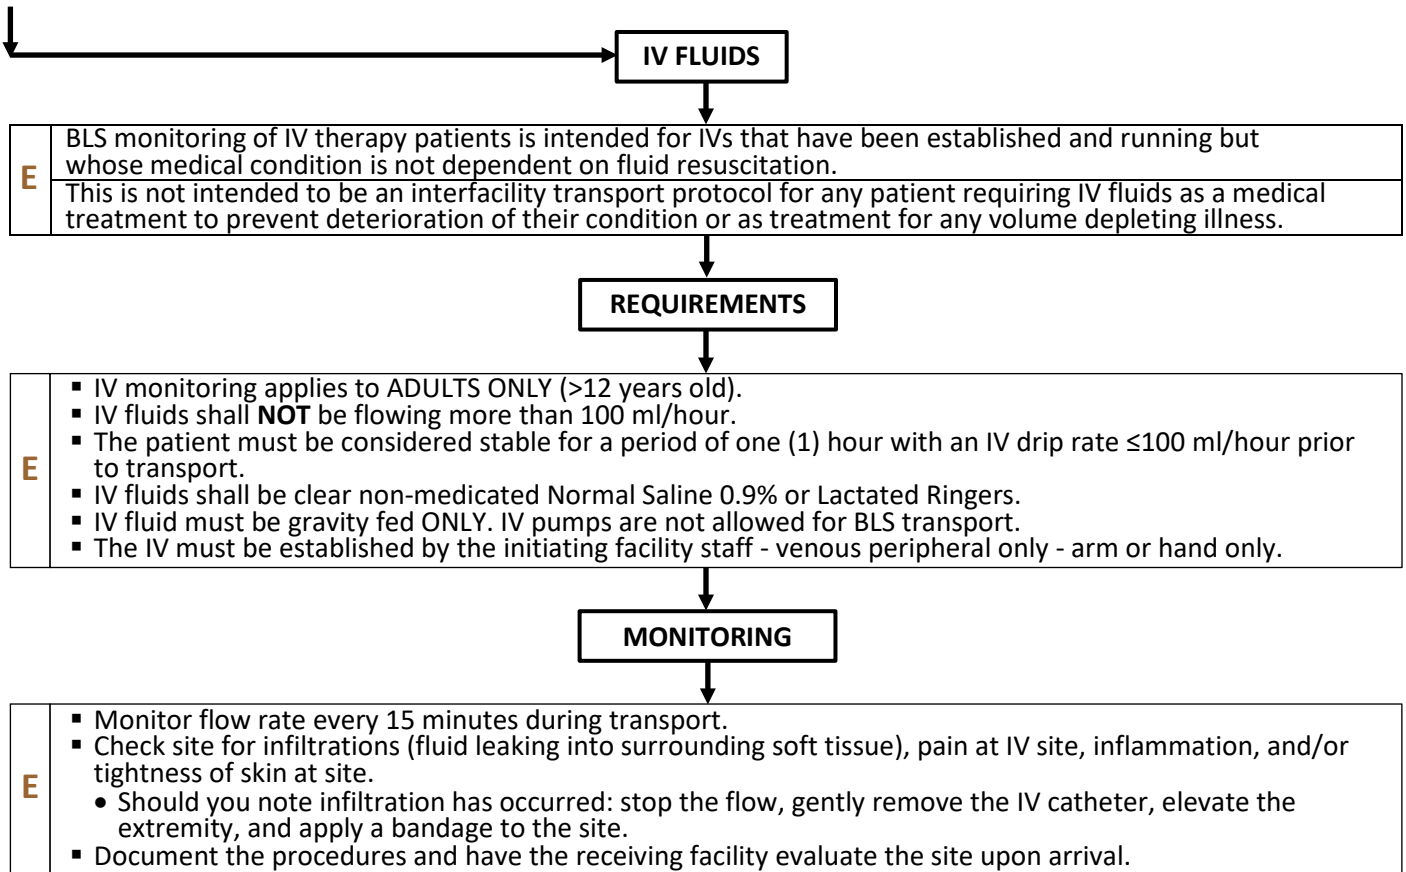 IV FLUIDS
E
BLS monitoring of IV therapy patients is intended for IVs that have been established and running but
whose medical condition is not dependent on fluid resuscitation.
This is not intended to be an interfacility transport protocol for any patient requiring IV fluids as a medical
treatment to prevent deterioration of their condition or as treatment for any volume depleting illness.
REQUIREMENTS
E
▪ IV monitoring applies to ADULTS ONLY (>12 years old).
▪ IV fluids shall NOT be flowing more than 100 ml/hour.
▪ The patient must be considered stable for a period of one (1) hour with an IV drip rate ≤100 ml/hour prior
to transport.
▪ IV fluids shall be clear non-medicated Normal Saline 0.9% or Lactated Ringers.
▪ IV fluid must be gravity fed ONLY. IV pumps are not allowed for BLS transport.
▪ The IV must be established by the initiating facility staff - venous peripheral only - arm or hand only.
MONITORING
E
▪ Monitor flow rate every 15 minutes during transport.
▪ Check site for infiltrations (fluid leaking into surrounding soft tissue), pain at IV site, inflammation, and/or
tightness of skin at site.
• Should you note infiltration has occurred: stop the flow, gently remove the IV catheter, elevate the
extremity, and apply a bandage to the site.
▪ Document the procedures and have the receiving facility evaluate the site upon arrival.